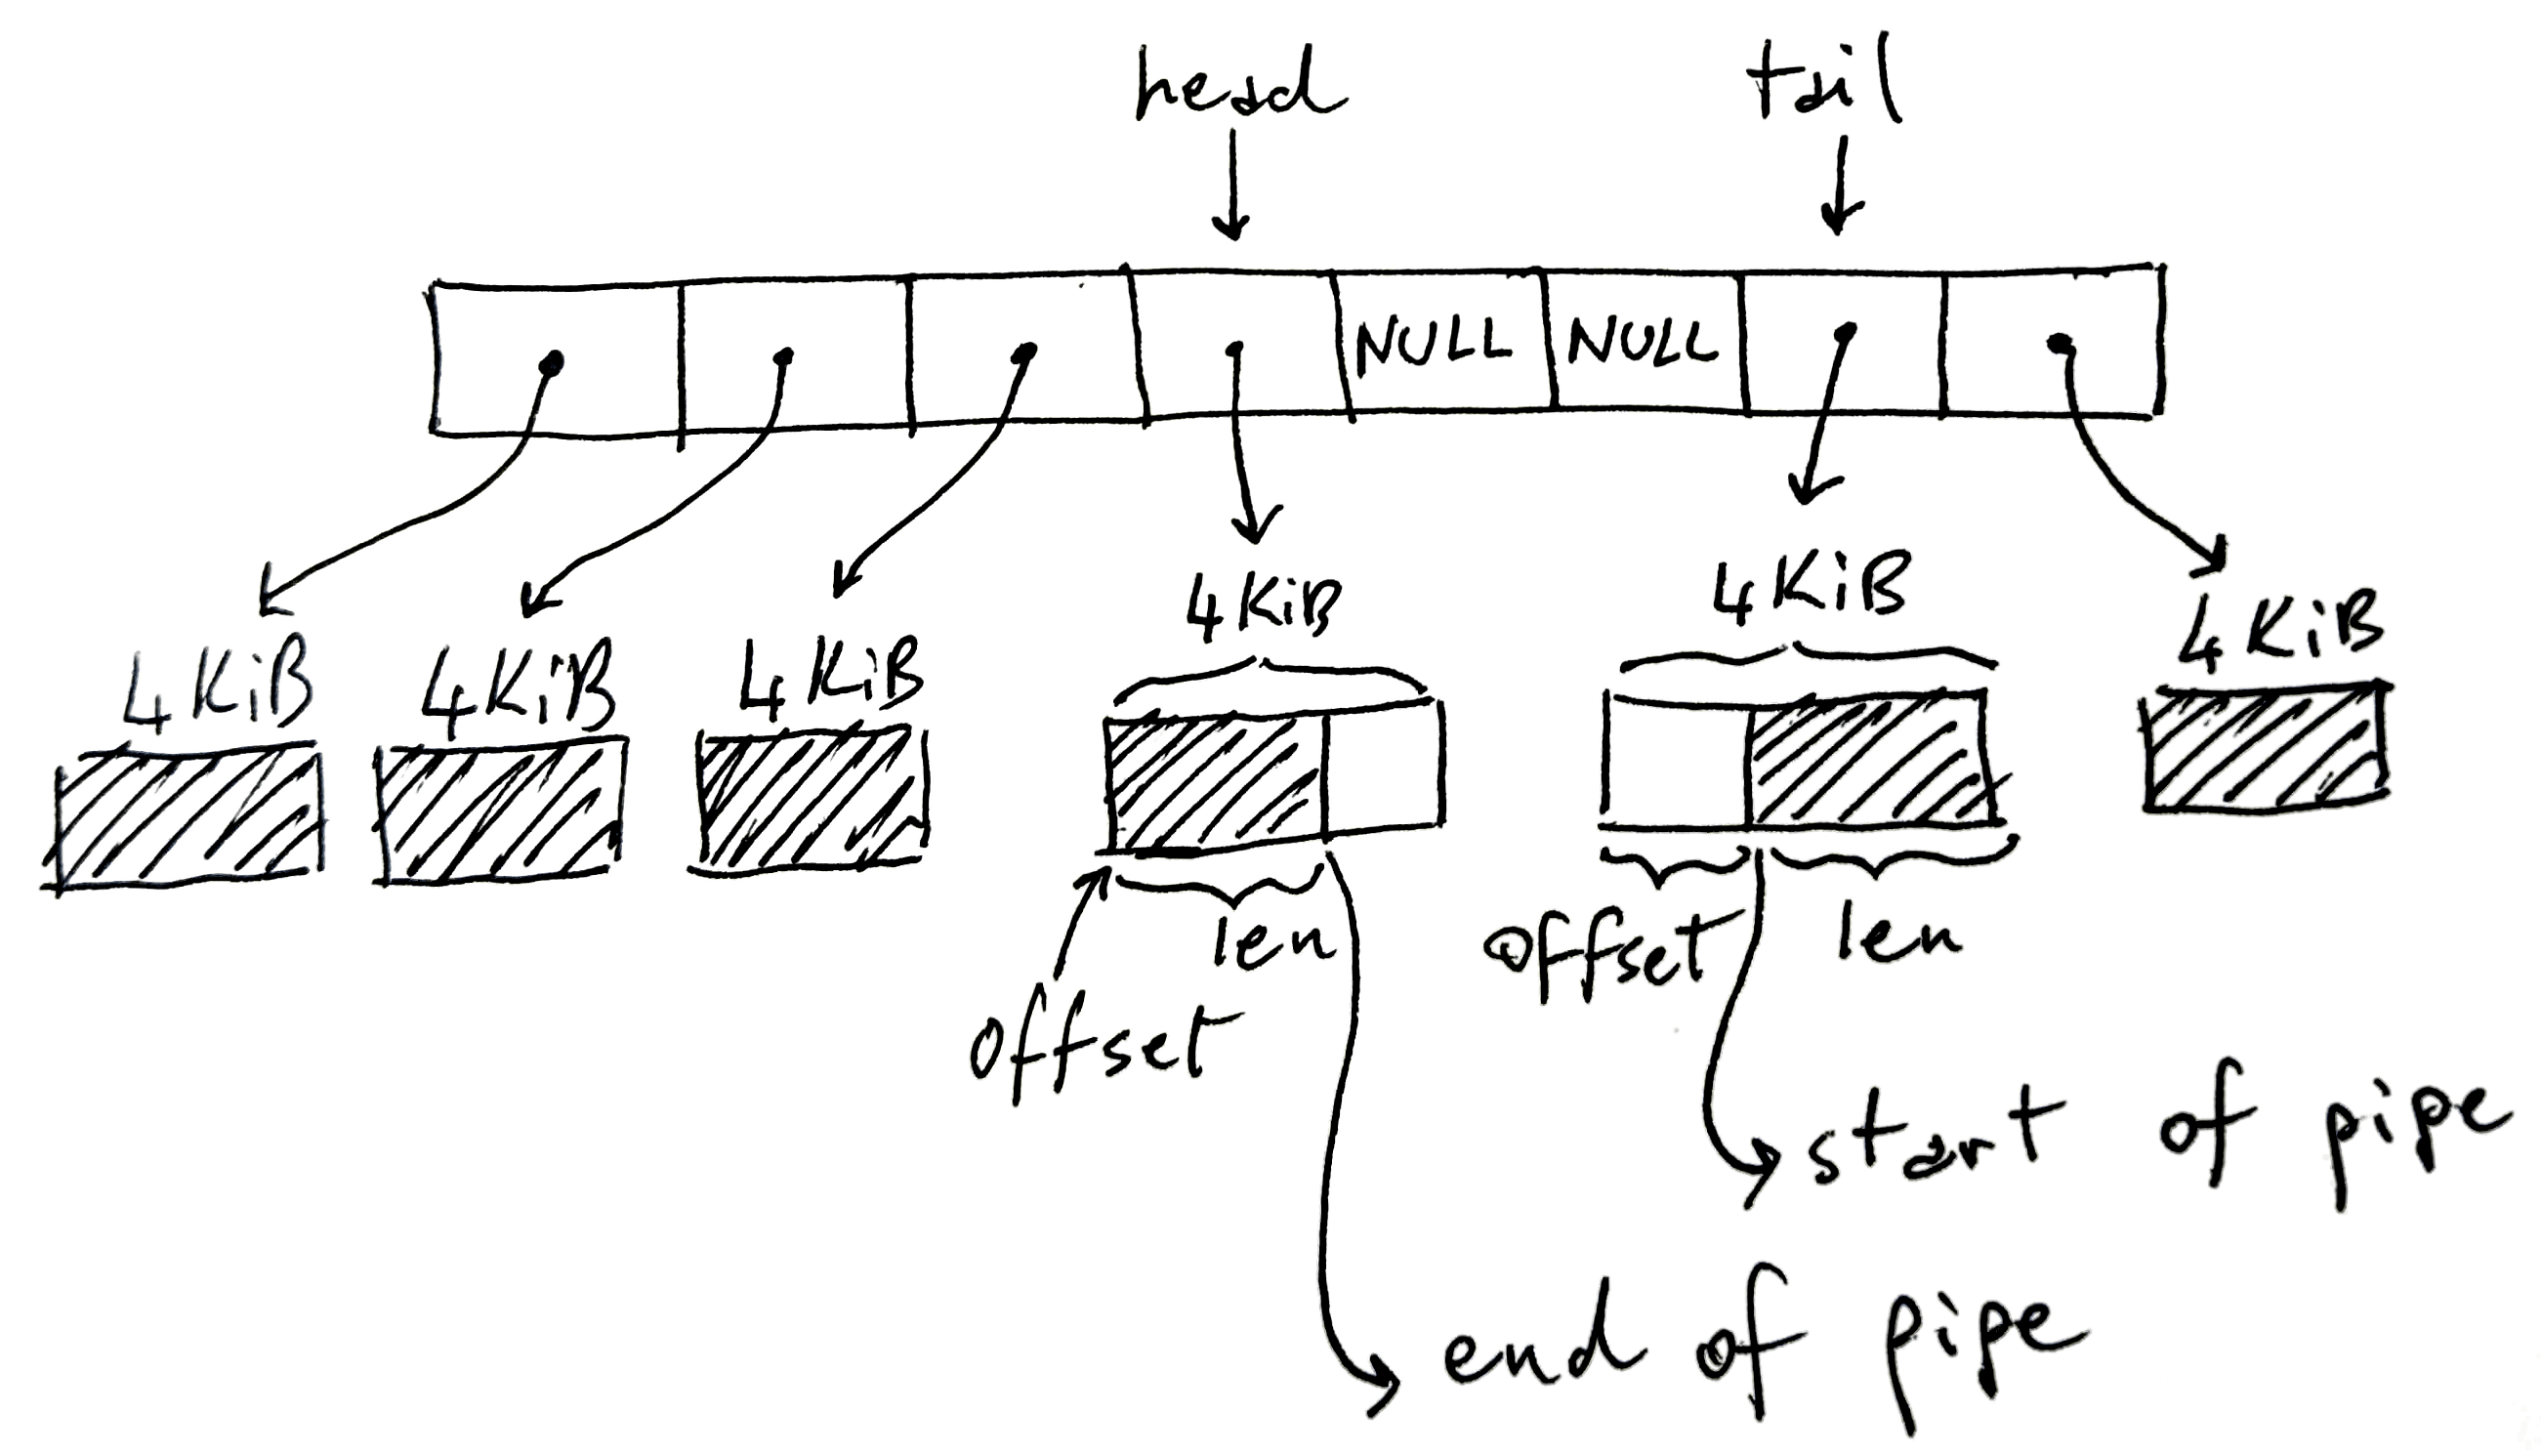 head
tail
NULL
NULL
4KiB
4KiB
4KiB
4KiB
4KiB
4KiB
len
offset
len
offset
start of pipe
end of pipe